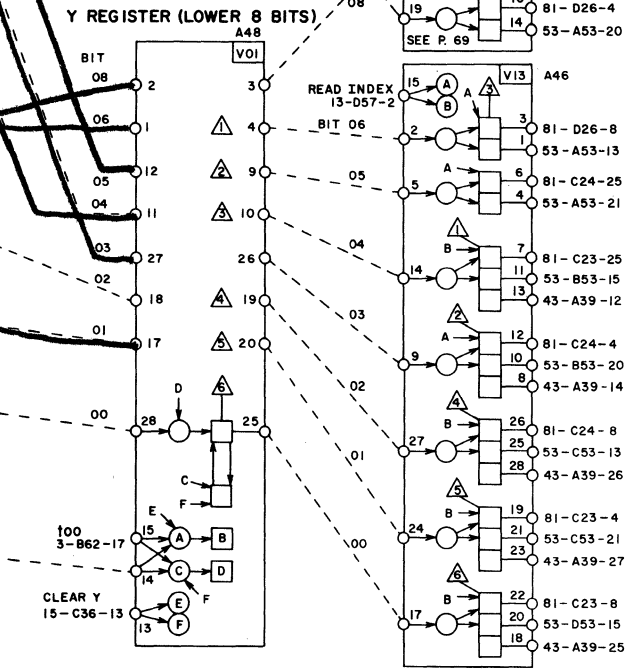 Y REGISTER (LOWER 8 BITS)
A48
V01
BIT
08
06
05
04
03
02
01
00
2
1
12
11
27
18
17
28
3
4
9
10
26
19
20
25
1
2
3
4
5
6
D
C
F
E
15
A
B
t00
3-B62-17
14
C
D
F
CLEAR Y
15-C36-13
13
E
F
08
19
SEE P. 69
14
81-D26-4
53-A53-20
V13
A46
READ INDEX
13-D57-2
15
A
B
A
3
BIT 06
2
3
81-D26-8
1
53-A53-13
05
5
A
6
81-C24-25
4
53-A53-21
04
14
1
B
7
81-C23-25
11
53-B53-15
13
43-A39-12
03
9
2
A
12
81-C24-4
10
53-B53-20
8
43-A39-14
02
27
4
B
26
81-C24-8
25
53-C53-13
28
43-A39-26
01
24
5
B
19
81-C23-4
21
53-C53-21
23
43-A39-27
00
17
6
B
22
81-C23-8
20
53-D53-15
18
43-A39-25